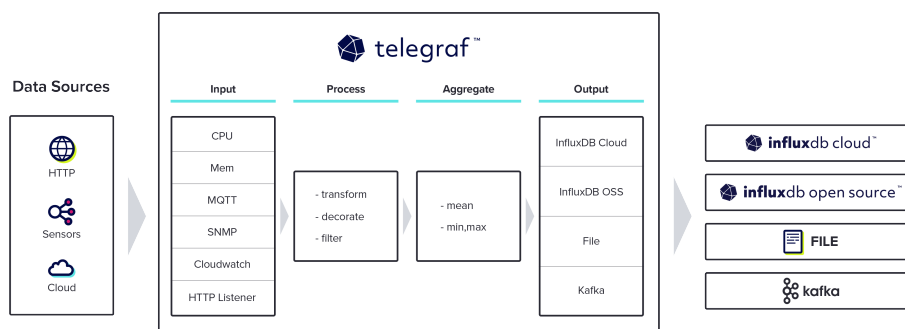 telegraf™
Data Sources
HTTP
Sensors
Cloud
Input
CPU
Mem
MQTT
SNMP
Cloudwatch
HTTP Listener
Process
- transform
- decorate
- filter
Aggregate
- mean
- min,max
Output
InfluxDB Cloud
InfluxDB OSS
File
Kafka
influxdb cloud™
influxdb open source™
FILE
kafka